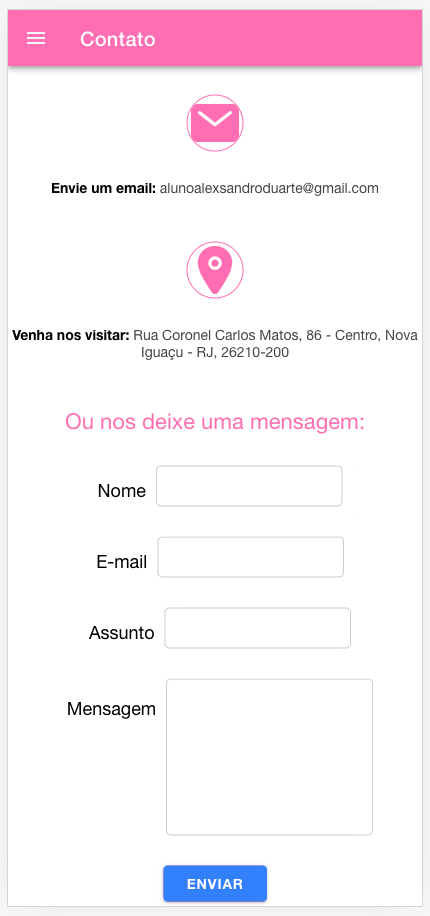 Contato
Envie um email: alunoalexsandroduarte@gmail.com
Venha nos visitar: Rua Coronel Carlos Matos, 86 - Centro, Nova
Iguaçu - RJ, 26210-200
Ou nos deixe uma mensagem:
Nome
E-mail
Assunto
Mensagem
ENVIAR